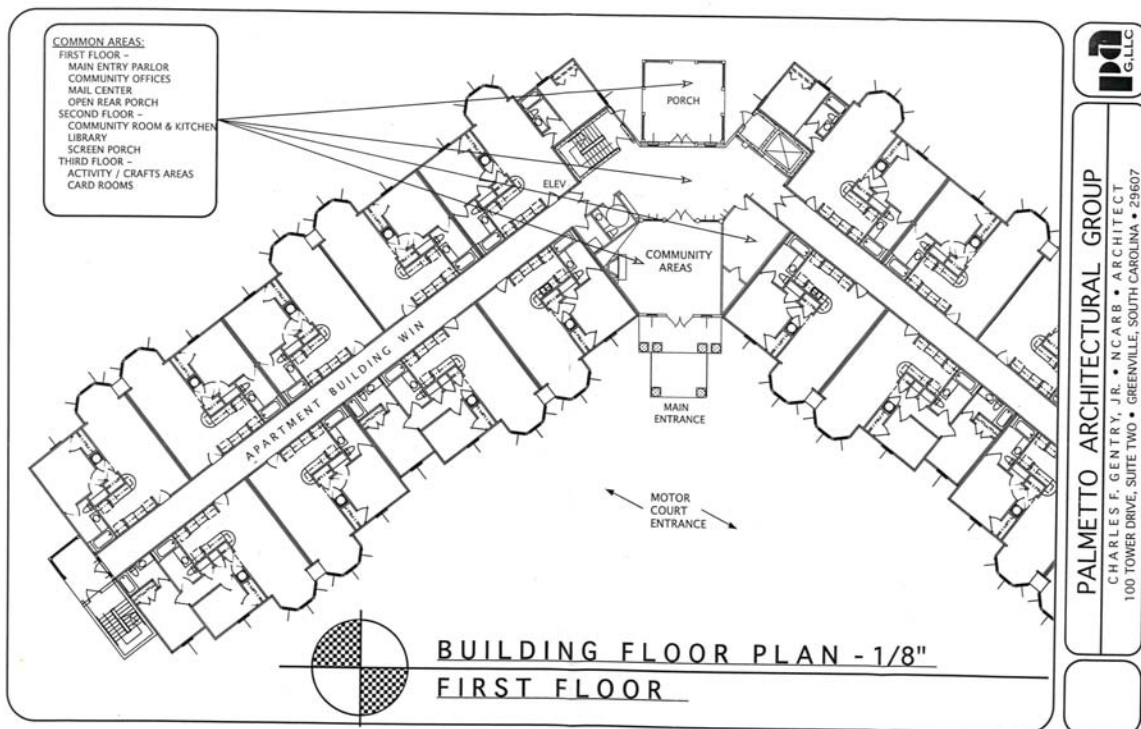 COMMON AREAS:
FIRST FLOOR –
MAIN ENTRY PARLOR
COMMUNITY OFFICES
MAIL CENTER
OPEN REAR PORCH
SECOND FLOOR –
COMMUNITY ROOM & KITCHEN
LIBRARY
SCREEN PORCH
THIRD FLOOR –
ACTIVITY / CRAFTS AREAS
CARD ROOMS
PORCH
ELEV
COMMUNITY
AREAS
APARTMENT BUILDING WIN
MAIN
ENTRANCE
MOTOR
COURT
ENTRANCE
BUILDING FLOOR PLAN - 1/8"
FIRST FLOOR
pa
G,LLC
PALMETTO ARCHITECTURAL GROUP
CHARLES F. GENTRY, JR. • NCARB • ARCHITECT
100 TOWER DRIVE, SUITE TWO • GREENVILLE, SOUTH CAROLINA • 29607